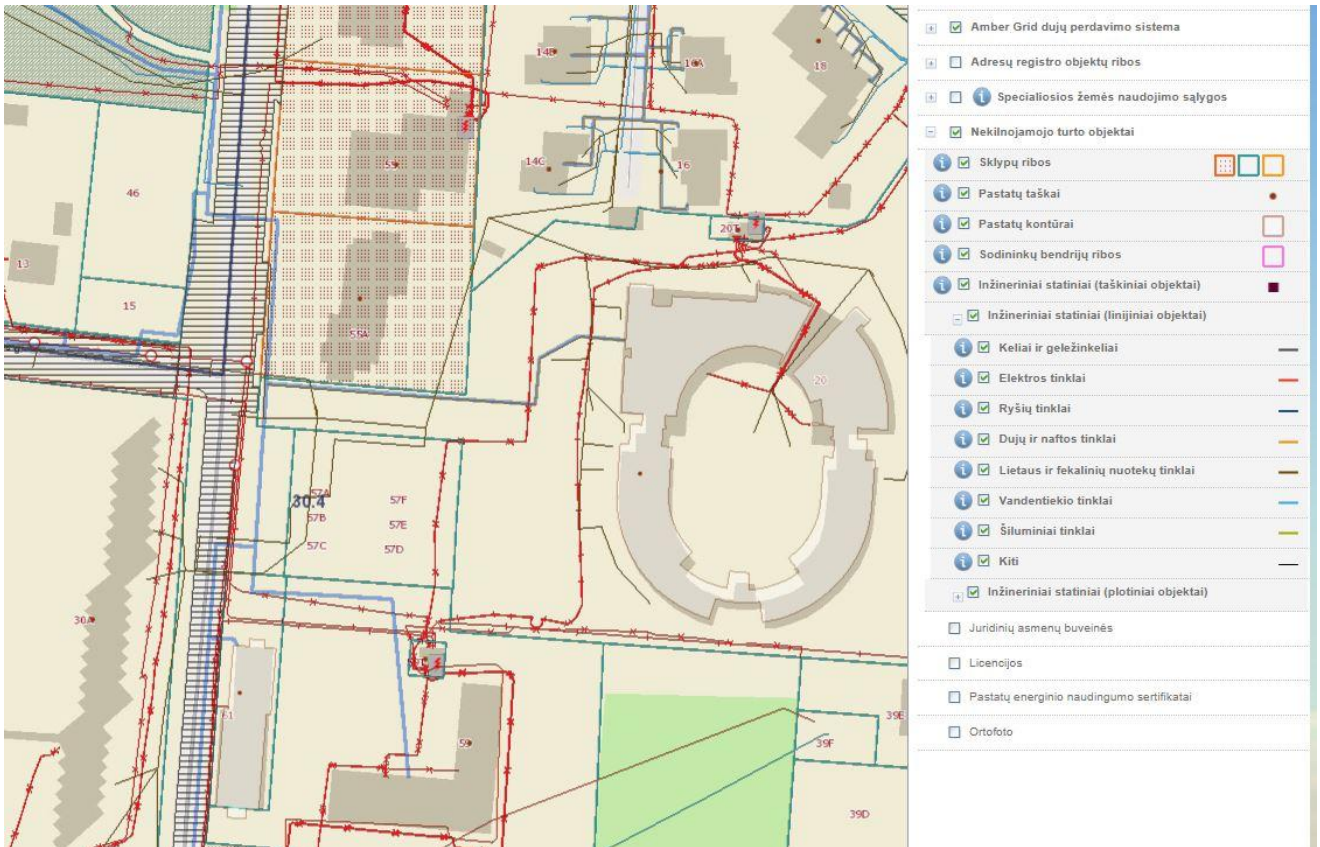 14B
16A
18
55
14C
16
46
20T
13
15
55A
20
57A
57F
30.4
57B
57E
57C
57D
30A
61
59
39E
39F
39D
Amber Grid dujų perdavimo sistema
Adresų registro objektų ribos
Specialiosios žemės naudojimo sąlygos
Nekilnojamojo turto objektai
Sklypų ribos
Pastatų taškai
Pastatų kontūrai
Sodininkų bendrijų ribos
Inžineriniai statiniai (taškiniai objektai)
Inžineriniai statiniai (linijiniai objektai)
Keliai ir geležinkeliai
Elektros tinklai
Ryšių tinklai
Dujų ir naftos tinklai
Lietaus ir fekalinių nuotekų tinklai
Vandentiekio tinklai
Šiluminiai tinklai
Kiti
Inžineriniai statiniai (plotiniai objektai)
Juridinių asmenų buveinės
Licencijos
Pastatų energinio naudingumo sertifikatai
Ortofoto